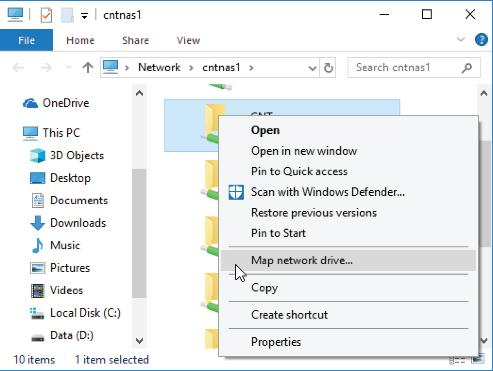 cntnas1
File
Home
Share
View
Network
cntnas1
Search cntnas1
OneDrive
This PC
3D Objects
Desktop
Documents
Downloads
Music
Pictures
Videos
Local Disk (C:)
Data (D:)
CNT
Open
Open in new window
Pin to Quick access
Scan with Windows Defender...
Restore previous versions
Pin to Start
Map network drive...
Copy
Create shortcut
Properties
10 items
1 item selected